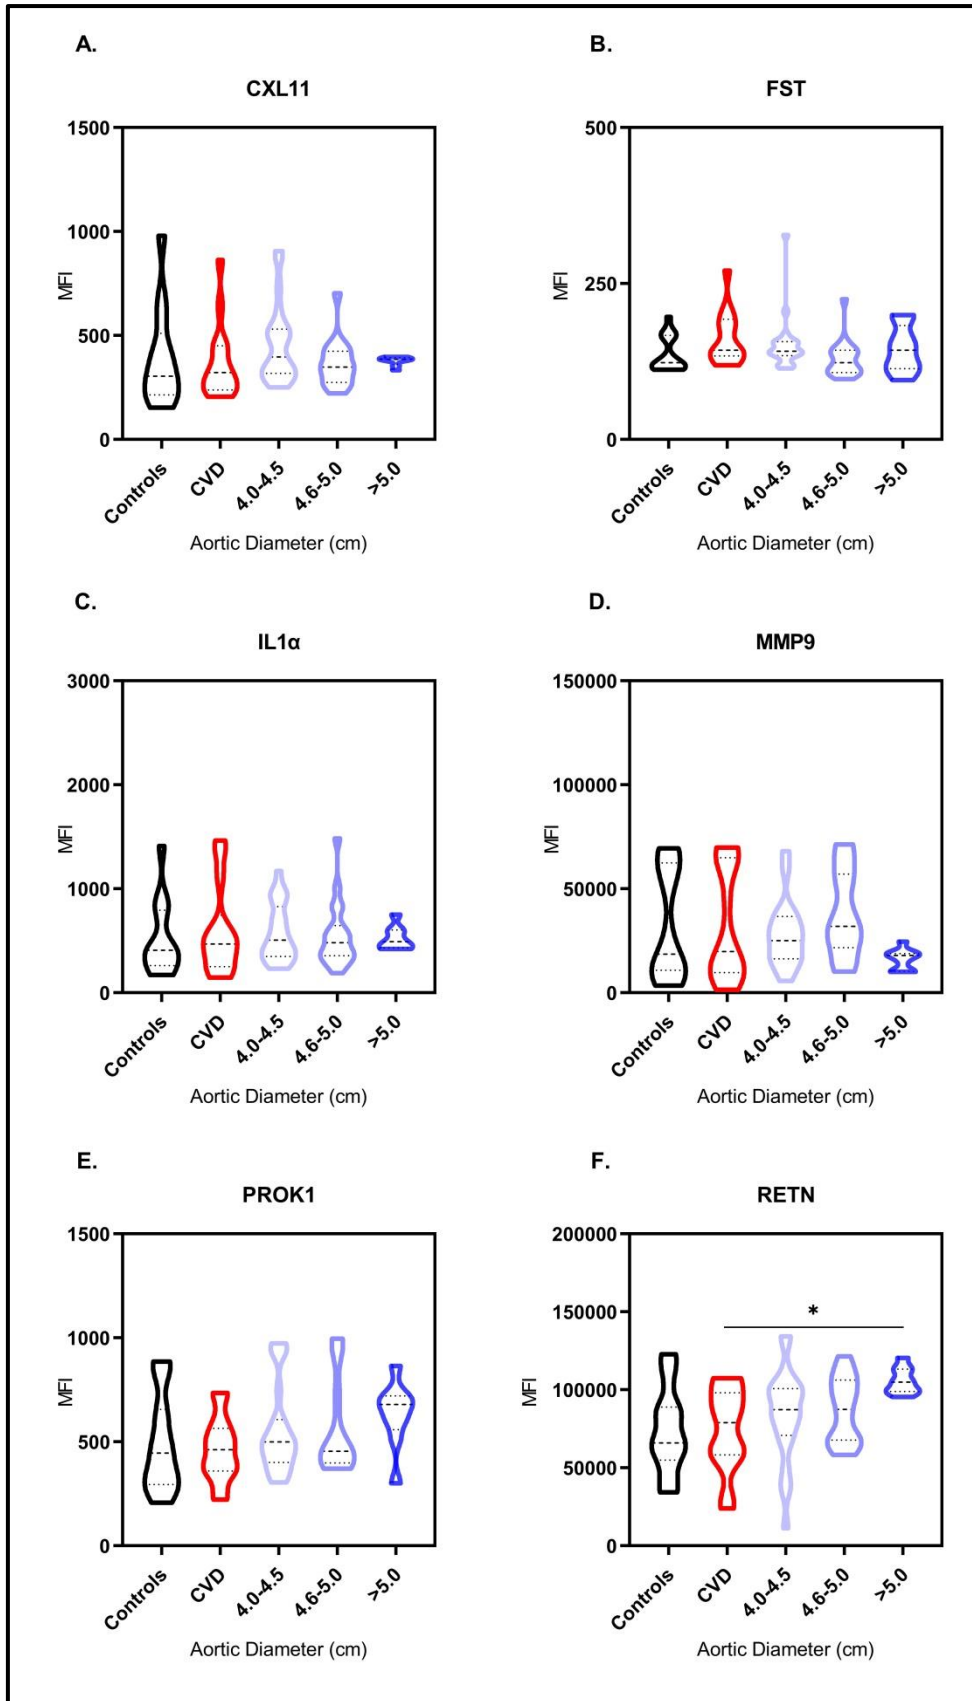 A.
CXL11
1500
1000
500
0
MFI
Controls
CVD
4.0-4.5
4.6-5.0
>5.0
Aortic Diameter (cm)
B.
FST
500
250
0
MFI
Controls
CVD
4.0-4.5
4.6-5.0
>5.0
Aortic Diameter (cm)
C.
IL1α
3000
2000
1000
0
MFI
Controls
CVD
4.0-4.5
4.6-5.0
>5.0
Aortic Diameter (cm)
D.
MMP9
150000
100000
50000
0
MFI
Controls
CVD
4.0-4.5
4.6-5.0
>5.0
Aortic Diameter (cm)
E.
PROK1
1500
1000
500
0
MFI
Controls
CVD
4.0-4.5
4.6-5.0
>5.0
Aortic Diameter (cm)
F.
RETN
200000
150000
100000
50000
0
MFI
*
Controls
CVD
4.0-4.5
4.6-5.0
>5.0
Aortic Diameter (cm)